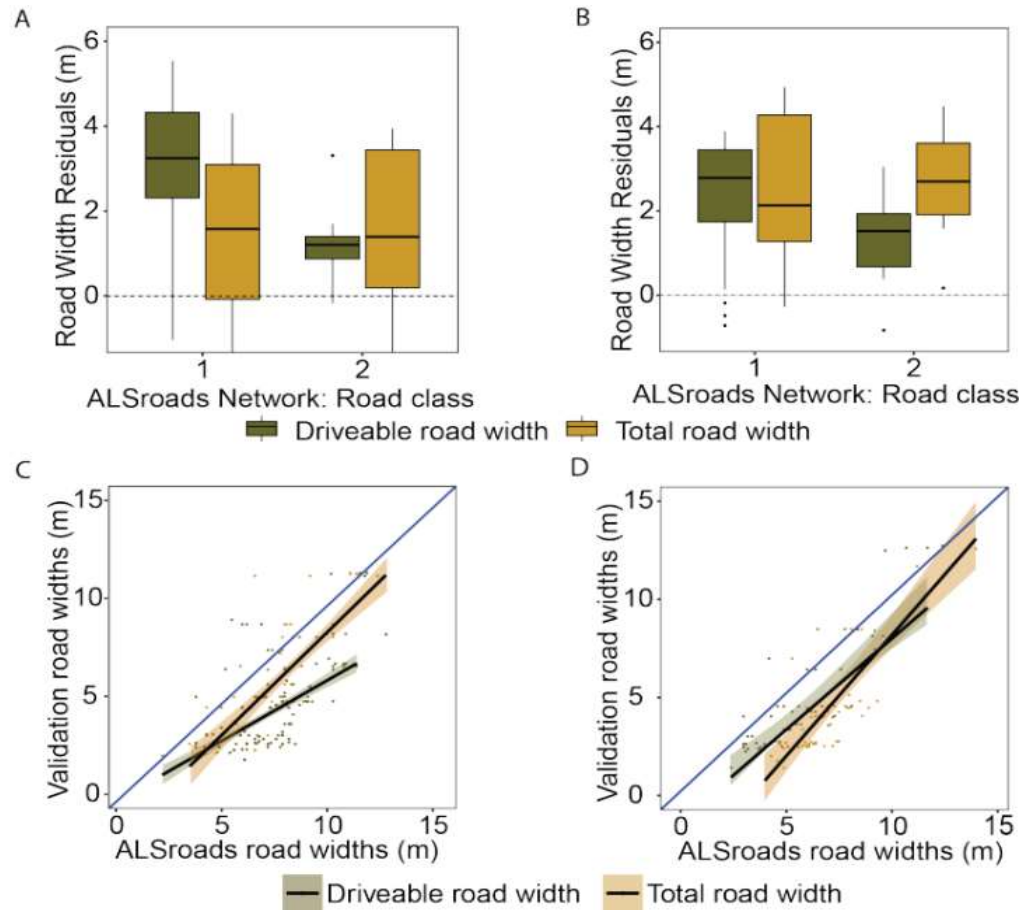 A
Road Width Residuals (m)
6
4
2
0
1
2
ALSroads Network: Road class
B
Road Width Residuals (m)
6
4
2
0
1
2
ALSroads Network: Road class
Driveable road width
Total road width
C
Validation road widths (m)
15
10
5
0
0
5
10
15
ALSroads road widths (m)
D
Validation road widths (m)
15
10
5
0
0
5
10
15
ALSroads road widths (m)
Driveable road width
Total road width